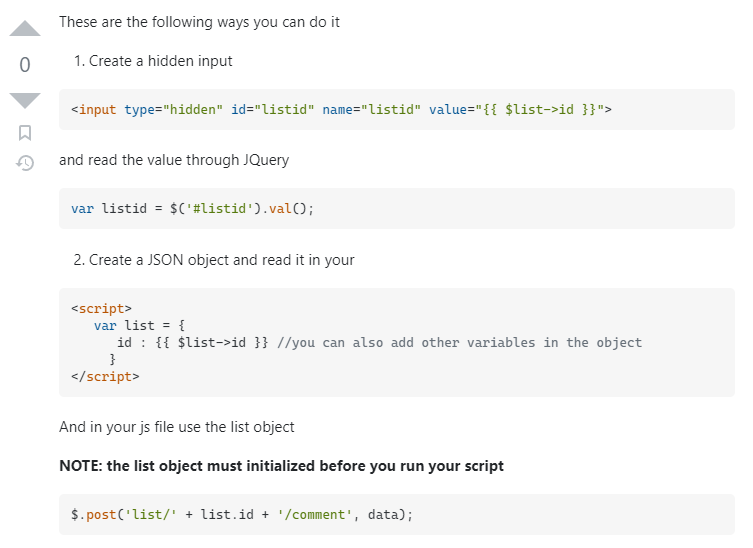 These are the following ways you can do it
0
1. Create a hidden input
<input type="hidden" id="listid" name="listid" value="{{ $list->id }}">
and read the value through JQuery
var listid = $('#listid').val();
2. Create a JSON object and read it in your
<script>
   var list = {
      id : {{ $list->id }} //you can also add other variables in the object
     }
</script>
And in your js file use the list object
NOTE: the list object must initialized before you run your script
$.post('list/' + list.id + '/comment', data);